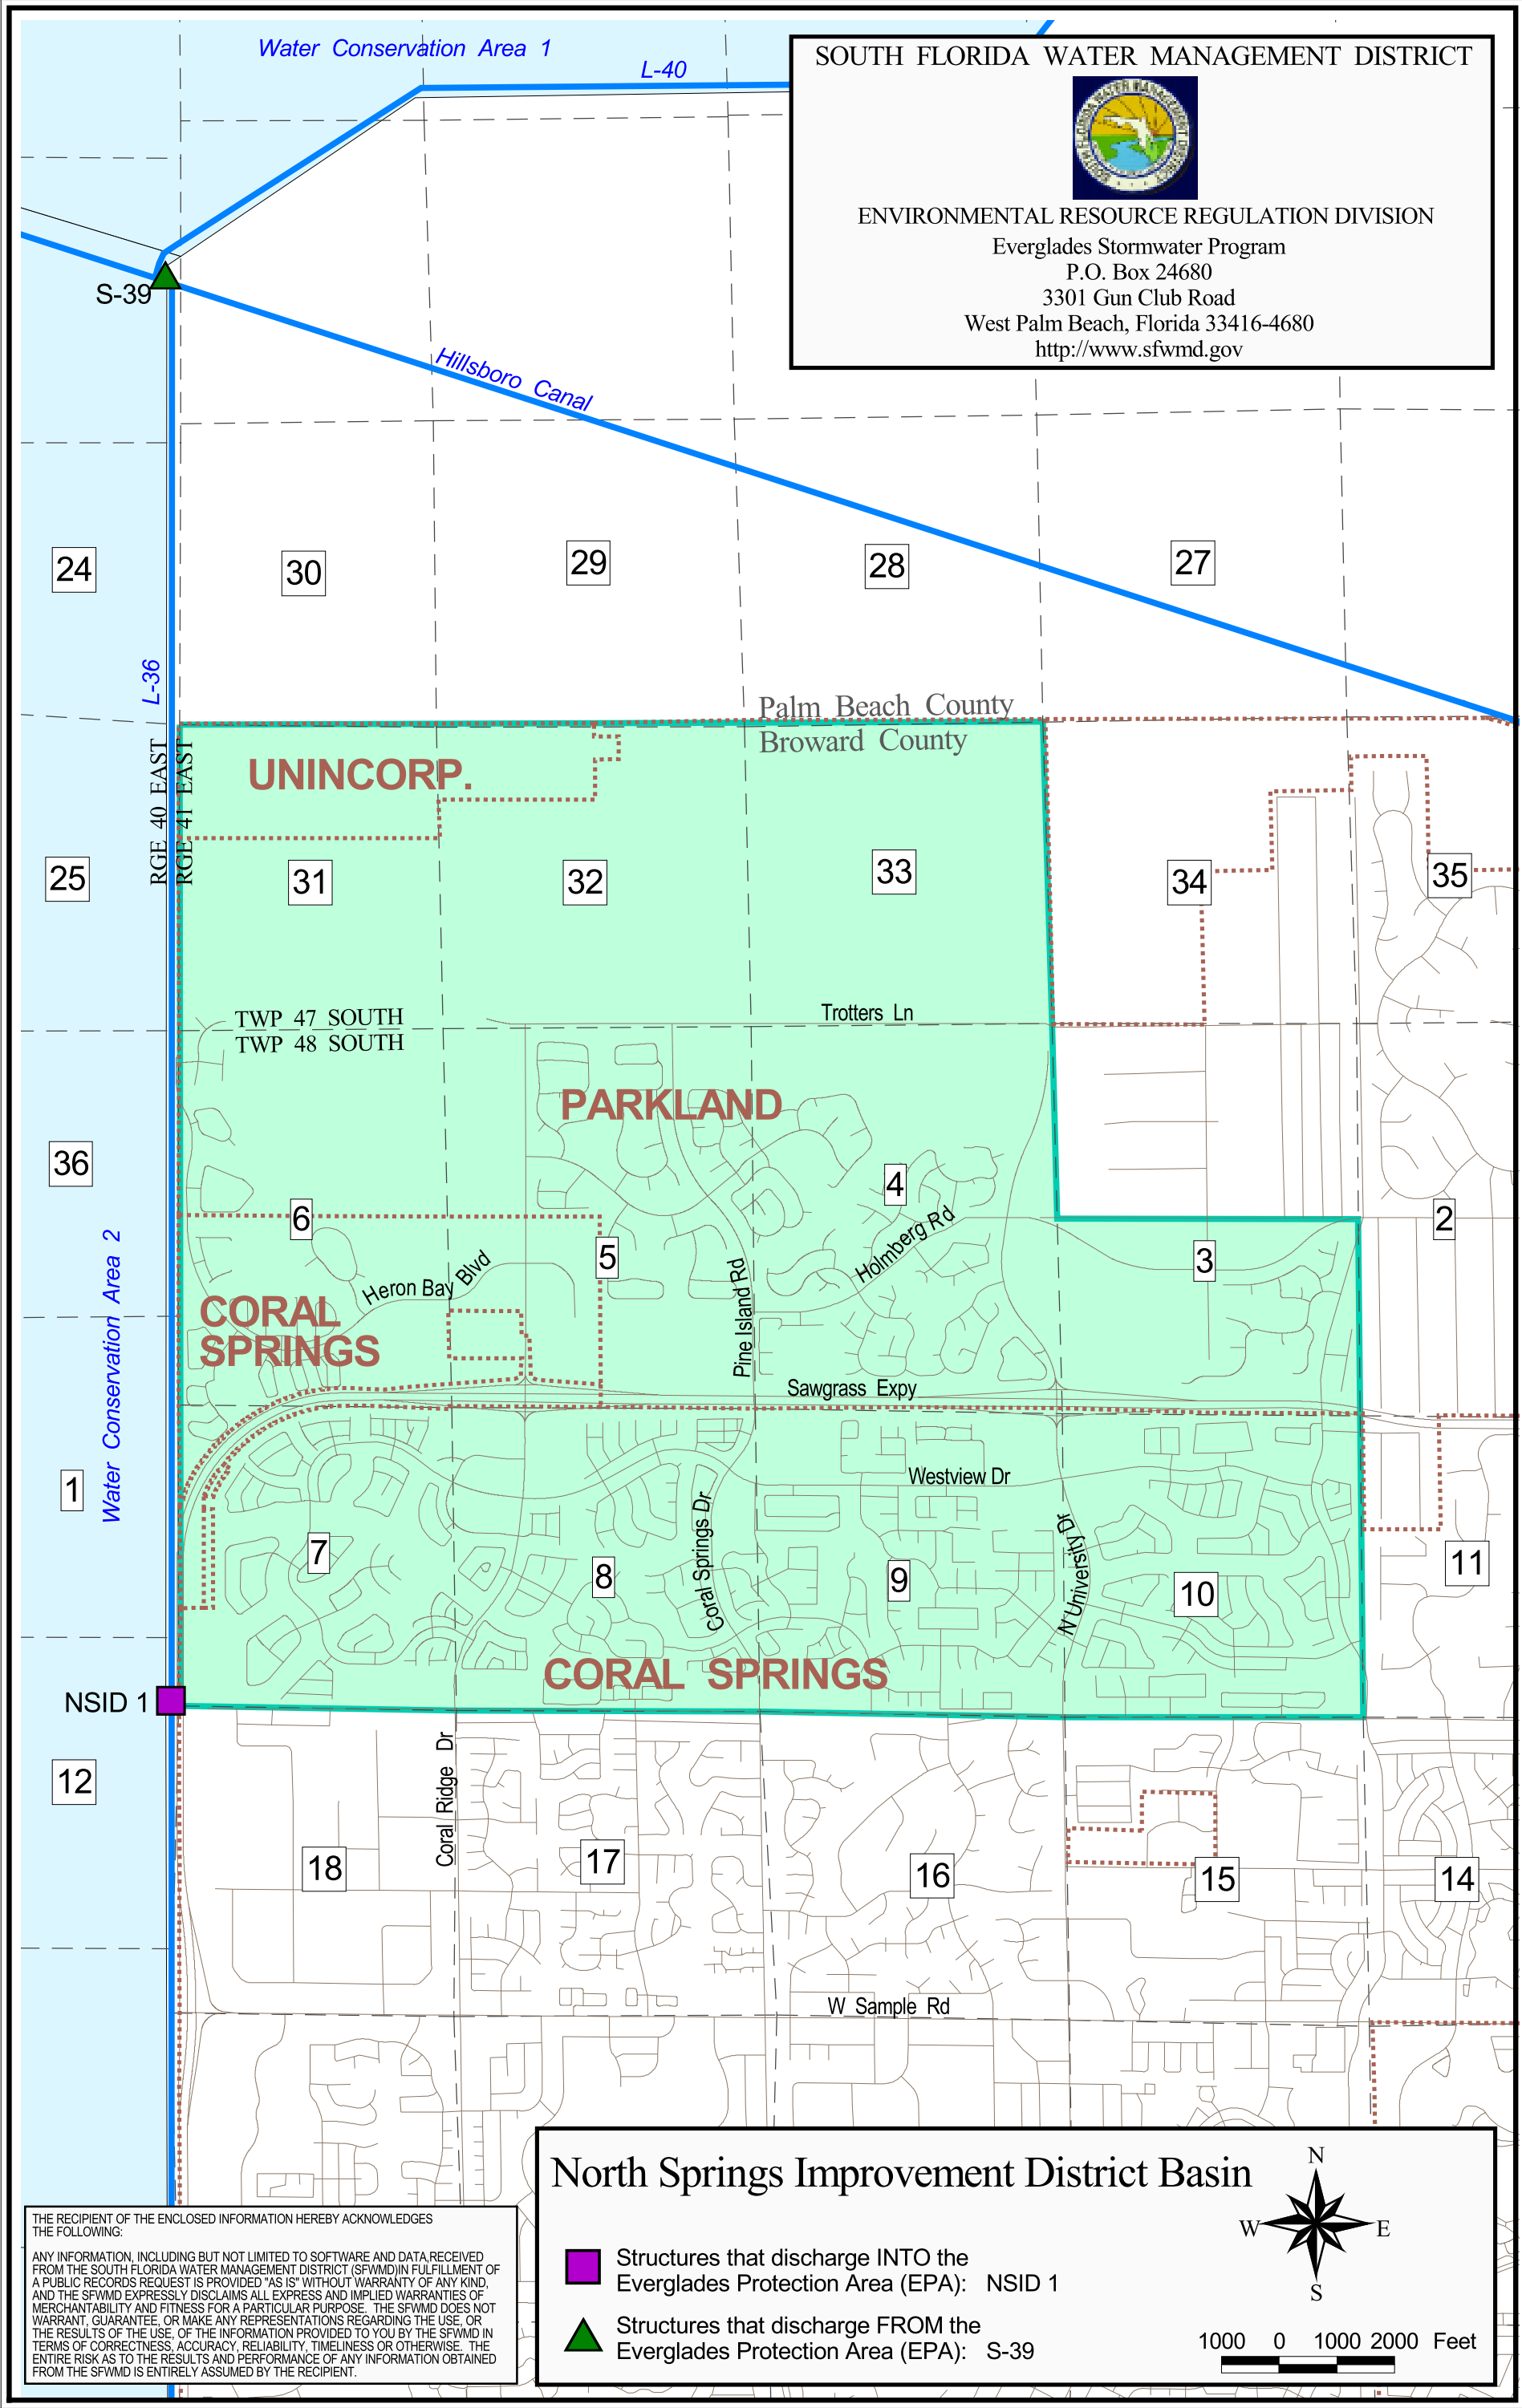 Water Conservation Area 1
L-40
SOUTH FLORIDA WATER MANAGEMENT DISTRICT
ENVIRONMENTAL RESOURCE REGULATION DIVISION
Everglades Stormwater Program
P.O. Box 24680
3301 Gun Club Road
West Palm Beach, Florida 33416-4680
http://www.sfwmd.gov
S-39
Hillsboro Canal
24
30
29
28
27
L-36
Palm Beach County
Broward County
RGE 40 EAST
RGE 41 EAST
UNINCORP.
25
31
32
33
34
35
TWP 47 SOUTH
TWP 48 SOUTH
Trotters Ln
PARKLAND
36
6
5
4
3
2
Holmberg Rd
Heron Bay Blvd
Pine Island Rd
CORAL
SPRINGS
Water Conservation Area 2
Sawgrass Expy
Westview Dr
1
7
8
9
10
11
Coral Springs Dr
N University Dr
CORAL SPRINGS
NSID 1
12
Coral Ridge Dr
18
17
16
15
14
W Sample Rd
North Springs Improvement District Basin
N
W
E
S
Structures that discharge INTO the
Everglades Protection Area (EPA): NSID 1
Structures that discharge FROM the
Everglades Protection Area (EPA): S-39
1000 0 1000 2000 Feet
THE RECIPIENT OF THE ENCLOSED INFORMATION HEREBY ACKNOWLEDGES
THE FOLLOWING:
ANY INFORMATION, INCLUDING BUT NOT LIMITED TO SOFTWARE AND DATA,RECEIVED
FROM THE SOUTH FLORIDA WATER MANAGEMENT DISTRICT (SFWMD)IN FULFILLMENT OF
A PUBLIC RECORDS REQUEST IS PROVIDED "AS IS" WITHOUT WARRANTY OF ANY KIND,
AND THE SFWMD EXPRESSLY DISCLAIMS ALL EXPRESS AND IMPLIED WARRANTIES OF
MERCHANTABILITY AND FITNESS FOR A PARTICULAR PURPOSE. THE SFWMD DOES NOT
WARRANT, GUARANTEE, OR MAKE ANY REPRESENTATIONS REGARDING THE USE, OR
THE RESULTS OF THE USE, OF THE INFORMATION PROVIDED TO YOU BY THE SFWMD IN
TERMS OF CORRECTNESS, ACCURACY, RELIABILITY, TIMELINESS OR OTHERWISE. THE
ENTIRE RISK AS TO THE RESULTS AND PERFORMANCE OF ANY INFORMATION OBTAINED
FROM THE SFWMD IS ENTIRELY ASSUMED BY THE RECIPIENT.